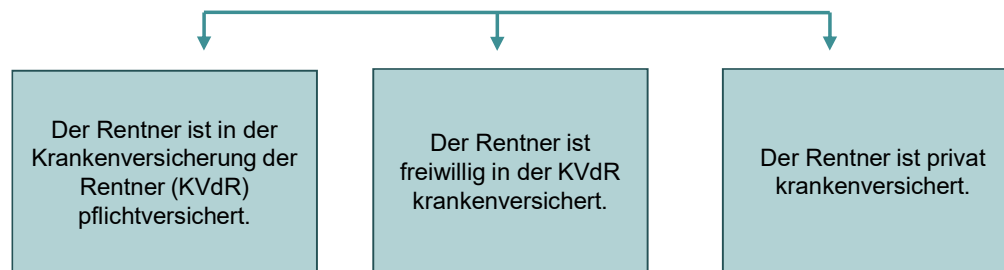 Der Rentner ist in der
Krankenversicherung der
Rentner (KVdR)
pflichtversichert.
Der Rentner ist
freiwillig in der KVdR
krankenversichert.
Der Rentner ist privat
krankenversichert.